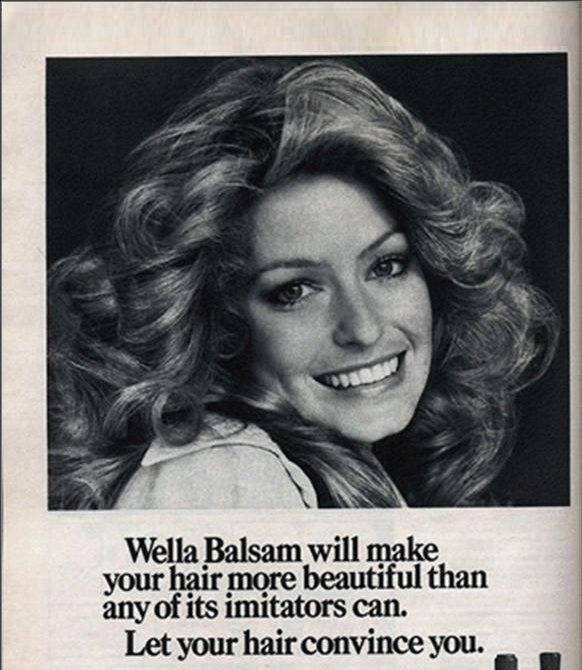 Wella Balsam will make
your hair more beautiful than
any of its imitators can.
Let your hair convince you.